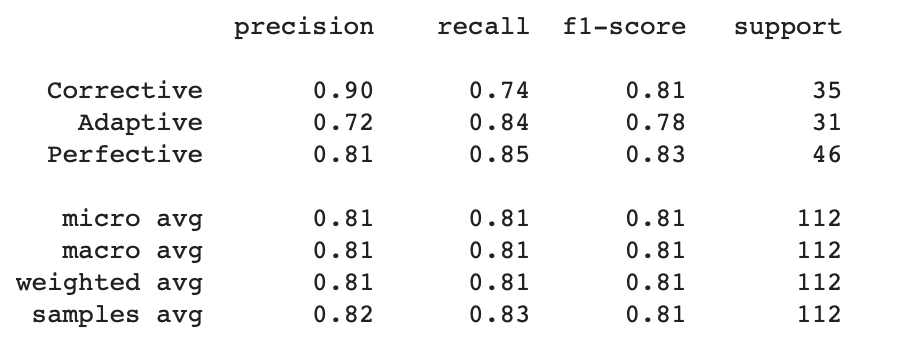 precision recall f1-score support
Corrective 0.90 0.74 0.81 35
Adaptive 0.72 0.84 0.78 31
Perfective 0.81 0.85 0.83 46
micro avg 0.81 0.81 0.81 112
macro avg 0.81 0.81 0.81 112
weighted avg 0.81 0.81 0.81 112
samples avg 0.82 0.83 0.81 112